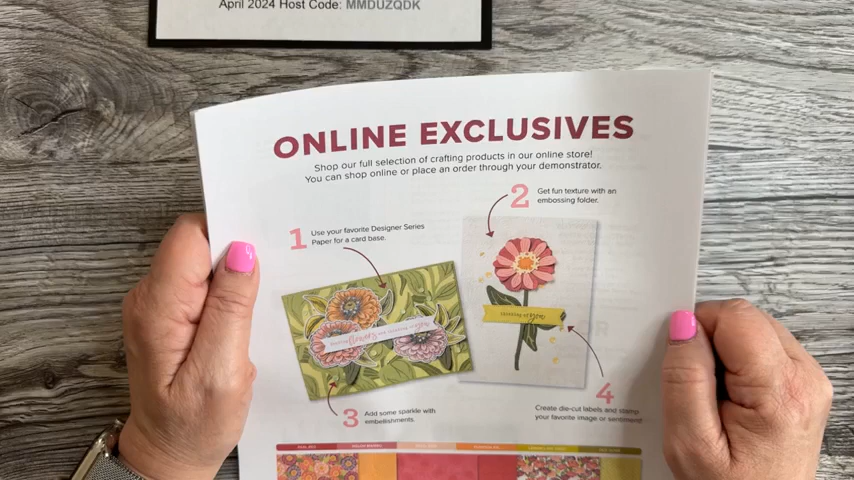 April 2024 Host Code: MMDUZQDK
ONLINE EXCLUSIVES
Shop our full selection of crafting products in our online store!
You can shop online or place an order through your demonstrator.
1
Use your favorite Designer Series
Paper for a card base.
2
Get fun texture with an
embossing folder.
3
Add some sparkle with
embellishments.
4
Create die-cut labels and stamp
your favorite image or sentiment!